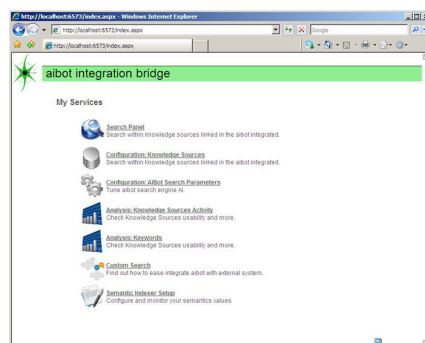 http://localhost:6573/index.aspx - Windows Internet Explorer
http://localhost:6573/index.aspx
Google
http://localhost:6573/index.aspx
aibot integration bridge
My Services
Search Panel
Search within knowledge sources linked in the aibot integrated.
Configuration: Knowledge Sources
Search within knowledge sources linked in the aibot integrated.
Configuration: AIBot Search Parameters
Tune aibot search engine AI.
Analysis: Knowledge Sources Activity
Check Knowledge Sources usability and more.
Analysis: Keywords
Check Knowledge Sources usability and more.
Custom Search
Find out how to ease integrate aibot with external system.
Semantic Indexer Setup
Configure and monitor your semantics values